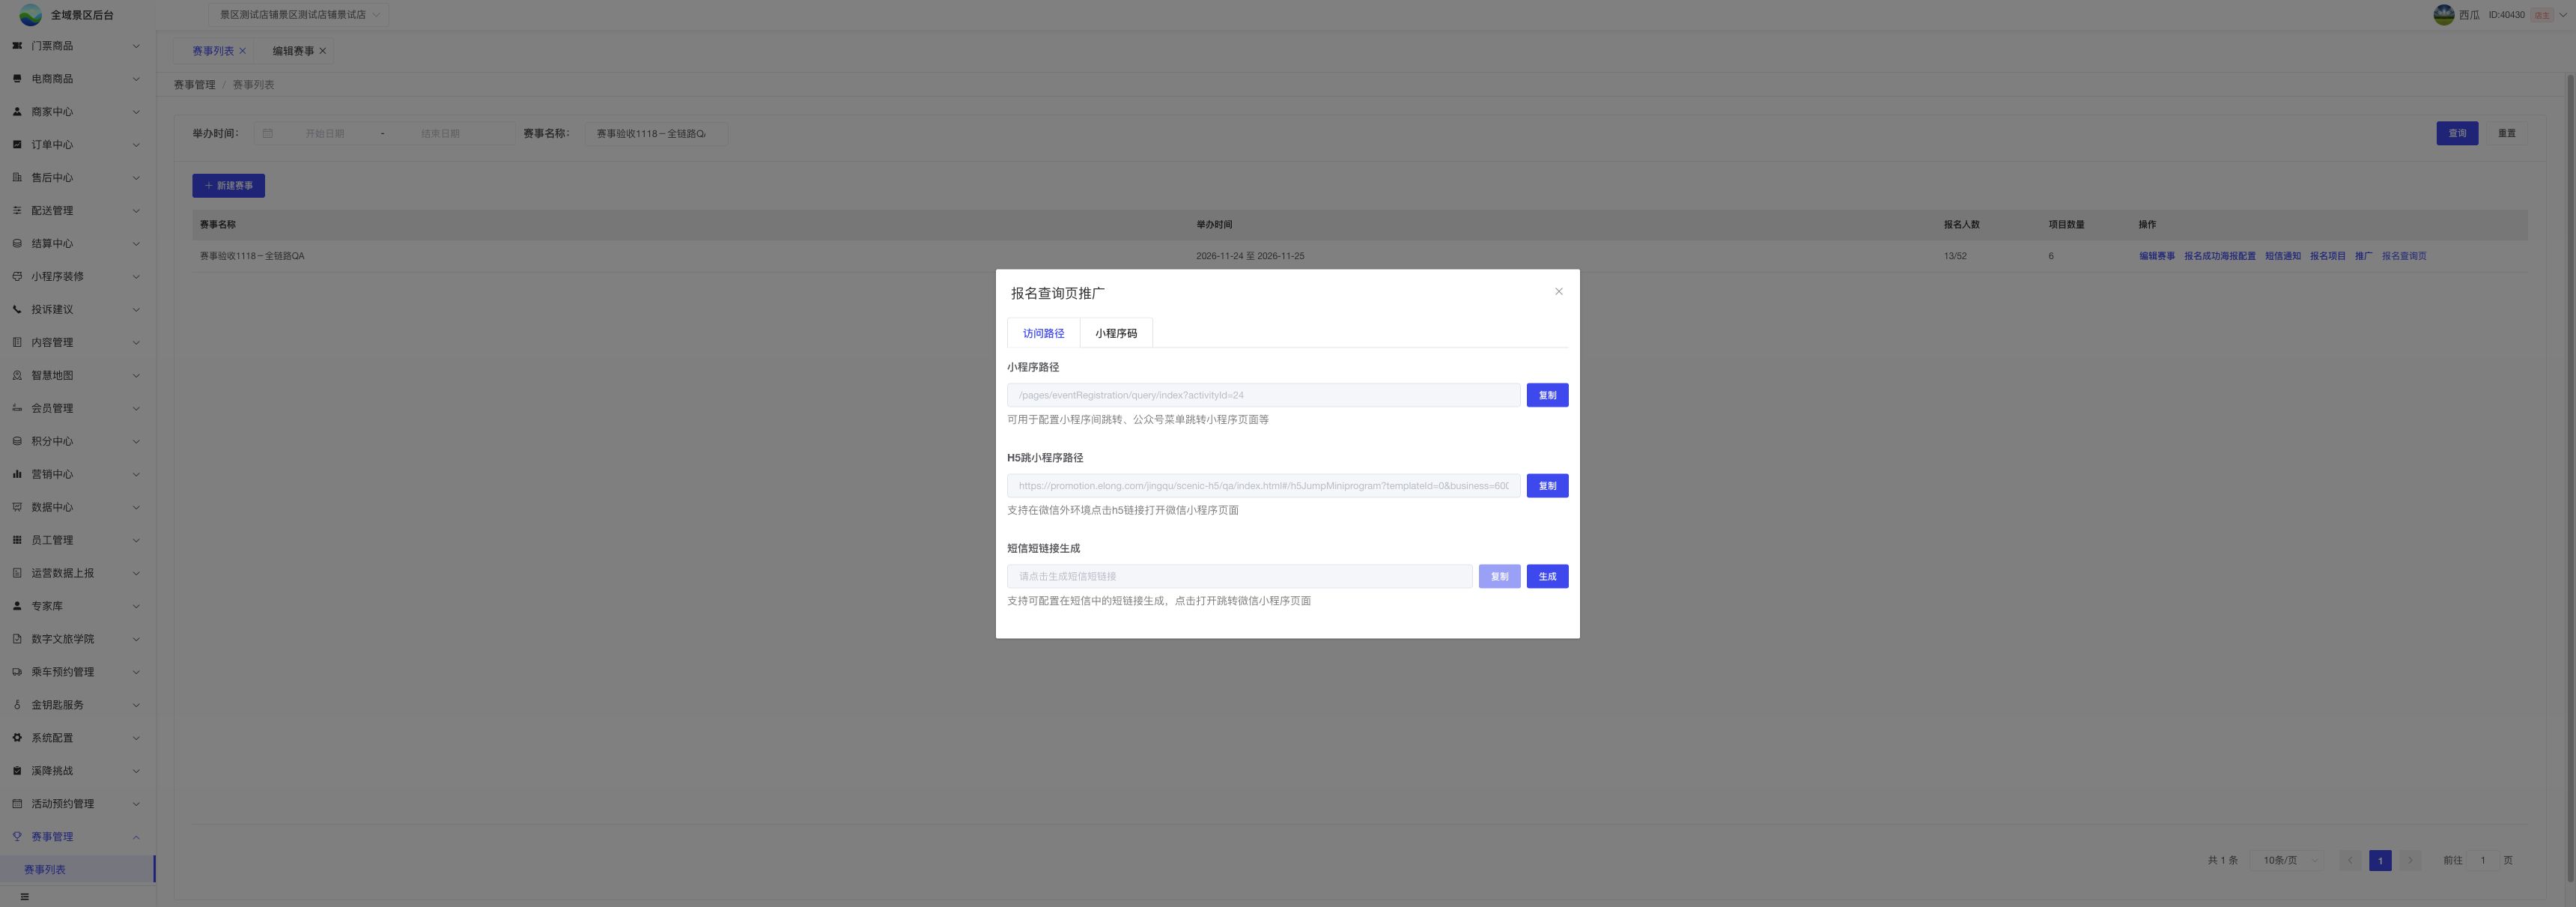 全域景区后台
景区测试店铺景区测试店铺景试店
西瓜 ID:40430 店主
门票商品
电商商品
商家中心
订单中心
售后中心
配送管理
结算中心
小程序装修
投诉建议
内容管理
智慧地图
会员管理
积分中心
营销中心
数据中心
员工管理
运营数据上报
专家库
数字文旅学院
乘车预约管理
金钥匙服务
系统配置
溪降挑战
活动预约管理
赛事管理
赛事列表
赛事列表 编辑赛事
赛事管理 / 赛事列表
举办时间: 开始日期 - 结束日期 赛事名称: 赛事验收1118-全链路QA 查询 重置
+ 新建赛事
赛事名称 举办时间 报名人数 项目数量 操作
赛事验收1118-全链路QA 2026-11-24 至 2026-11-25 13/52 6 编辑赛事 报名成功海报配置 短信通知 报名项目 推广 报名查询页
报名查询页推广
访问路径 小程序码
小程序路径
/pages/eventRegistration/query/index?activityId=24 复制
可用于配置小程序间跳转、公众号菜单跳转小程序页面等
H5跳小程序路径
https://promotion.elong.com/jingqu/scenic-h5/qa/index.html#/h5JumpMiniprogram?templateId=0&business=600 复制
支持在微信外环境点击h5链接打开微信小程序页面
短信短链接生成
请点击生成短信短链接 复制 生成
支持可配置在短信中的短链接生成，点击打开跳转微信小程序页面
共 1 条 10条/页 1 前往 1 页